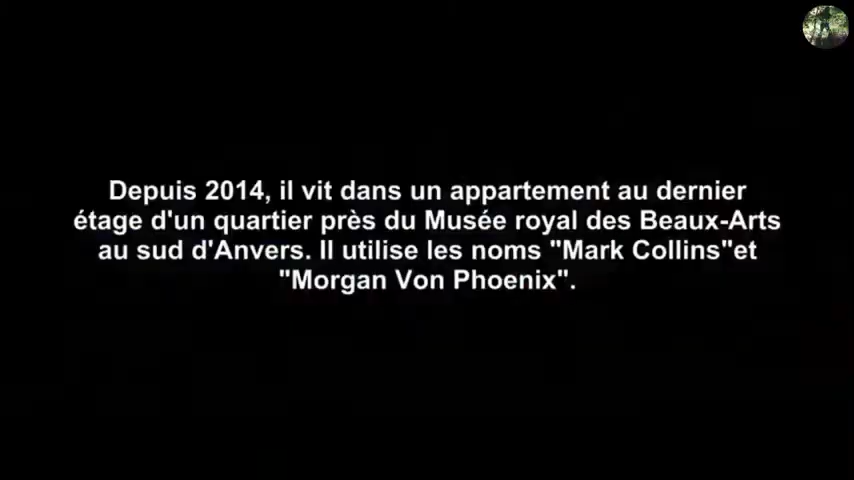 Depuis 2014, il vit dans un appartement au dernier
étage d'un quartier près du Musée royal des Beaux-Arts
au sud d'Anvers. Il utilise les noms "Mark Collins"et
"Morgan Von Phoenix".